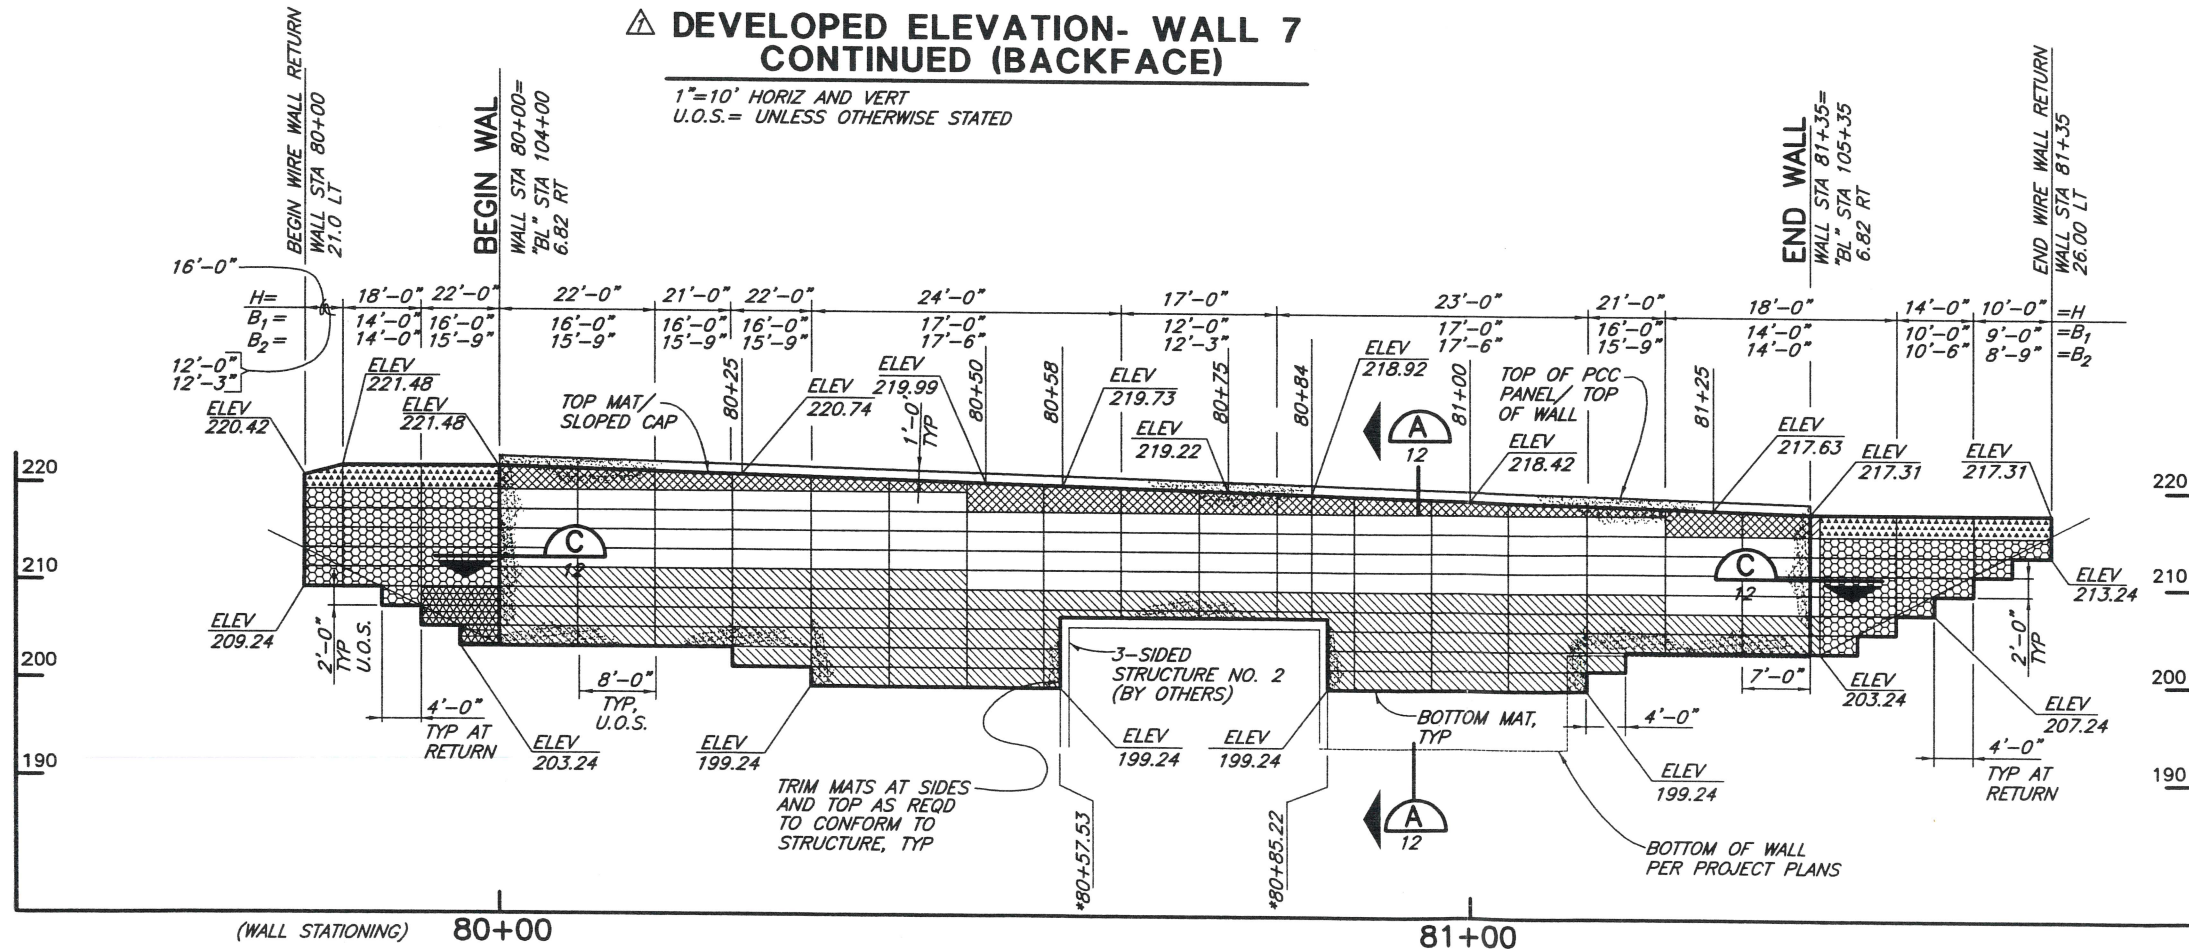 1
DEVELOPED ELEVATION- WALL 7
CONTINUED (BACKFACE)
1"=10' HORIZ AND VERT
U.O.S.= UNLESS OTHERWISE STATED
BEGIN WIRE WALL RETURN
WALL STA 80+00
21.0 LT
BEGIN WAL
WALL STA 80+00=
"BL" STA 104+00
6.82 RT
END WALL
WALL STA 81+35=
"BL" STA 105+35
6.82 RT
END WIRE WALL RETURN
WALL STA 81+35
26.00 LT
16'-0"
H= 18'-0" 22'-0" 22'-0" 21'-0" 22'-0" 24'-0" 17'-0" 23'-0" 21'-0" 18'-0" 14'-0" 10'-0" =H
B1= 14'-0" 16'-0" 16'-0" 16'-0" 16'-0" 17'-0" 12'-0" 17'-0" 16'-0" 14'-0" 10'-0" 9'-0" =B1
B2= 14'-0" 15'-9" 15'-9" 15'-9" 15'-9" 17'-6" 12'-3" 17'-6" 15'-9" 14'-0" 10'-6" 8'-9" =B2
12'-0"
12'-3"
ELEV
220.42
ELEV
221.48
ELEV
221.48
TOP MAT/
SLOPED CAP
80+25
ELEV
220.74
ELEV
219.99
1'-0"
TYP
80+50
80+58
ELEV
219.73
ELEV
219.22
80+75
80+84
ELEV
218.92
A
12
81+00
TOP OF PCC
PANEL/ TOP
OF WALL
ELEV
218.42
81+25
ELEV
217.63
ELEV
217.31
ELEV
217.31
220
210
200
190
220
210
200
190
C
12
C
12
ELEV
209.24
2'-0"
TYP
U.O.S.
4'-0"
TYP AT
RETURN
ELEV
203.24
8'-0"
TYP,
U.O.S.
ELEV
199.24
3-SIDED
STRUCTURE NO. 2
(BY OTHERS)
TRIM MATS AT SIDES
AND TOP AS REQD
TO CONFORM TO
STRUCTURE, TYP
ELEV
199.24
ELEV
199.24
*80+57.53
*80+85.22
BOTTOM MAT,
TYP
A
12
4'-0"
ELEV
199.24
BOTTOM OF WALL
PER PROJECT PLANS
7'-0"
ELEV
203.24
2'-0"
TYP
ELEV
213.24
ELEV
207.24
4'-0"
TYP AT
RETURN
(WALL STATIONING)
80+00
81+00